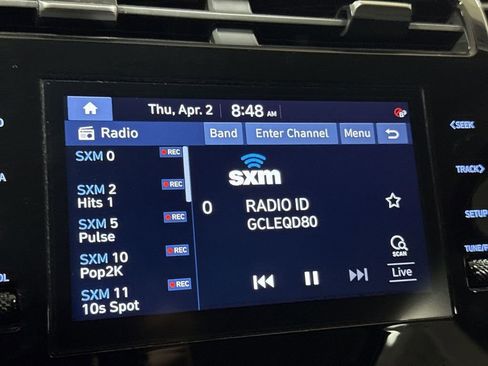 Thu, Apr. 2 8:48 AM
Radio Band Enter Channel Menu
SXM 0 REC
SXM 2 REC
Hits 1
SXM 5 REC
Pulse
SXM 10 REC
Pop2K
SXM 11 REC
10s Spot
sxm
0
RADIO ID
GCLEQD80
SCAN
Live
< SEEK
TRACK >
SETUP